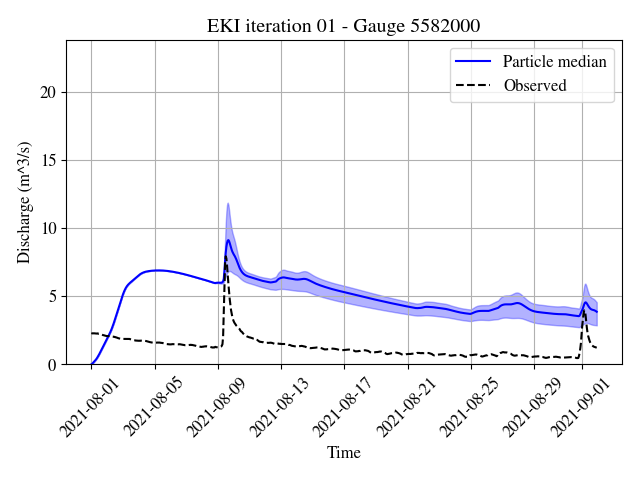 EKI iteration 01 - Gauge 5582000
Particle median
Observed
Discharge (m^3/s)
20
15
10
5
0
2021-08-01
2021-08-05
2021-08-09
2021-08-13
2021-08-17
2021-08-21
2021-08-25
2021-08-29
2021-09-01
Time